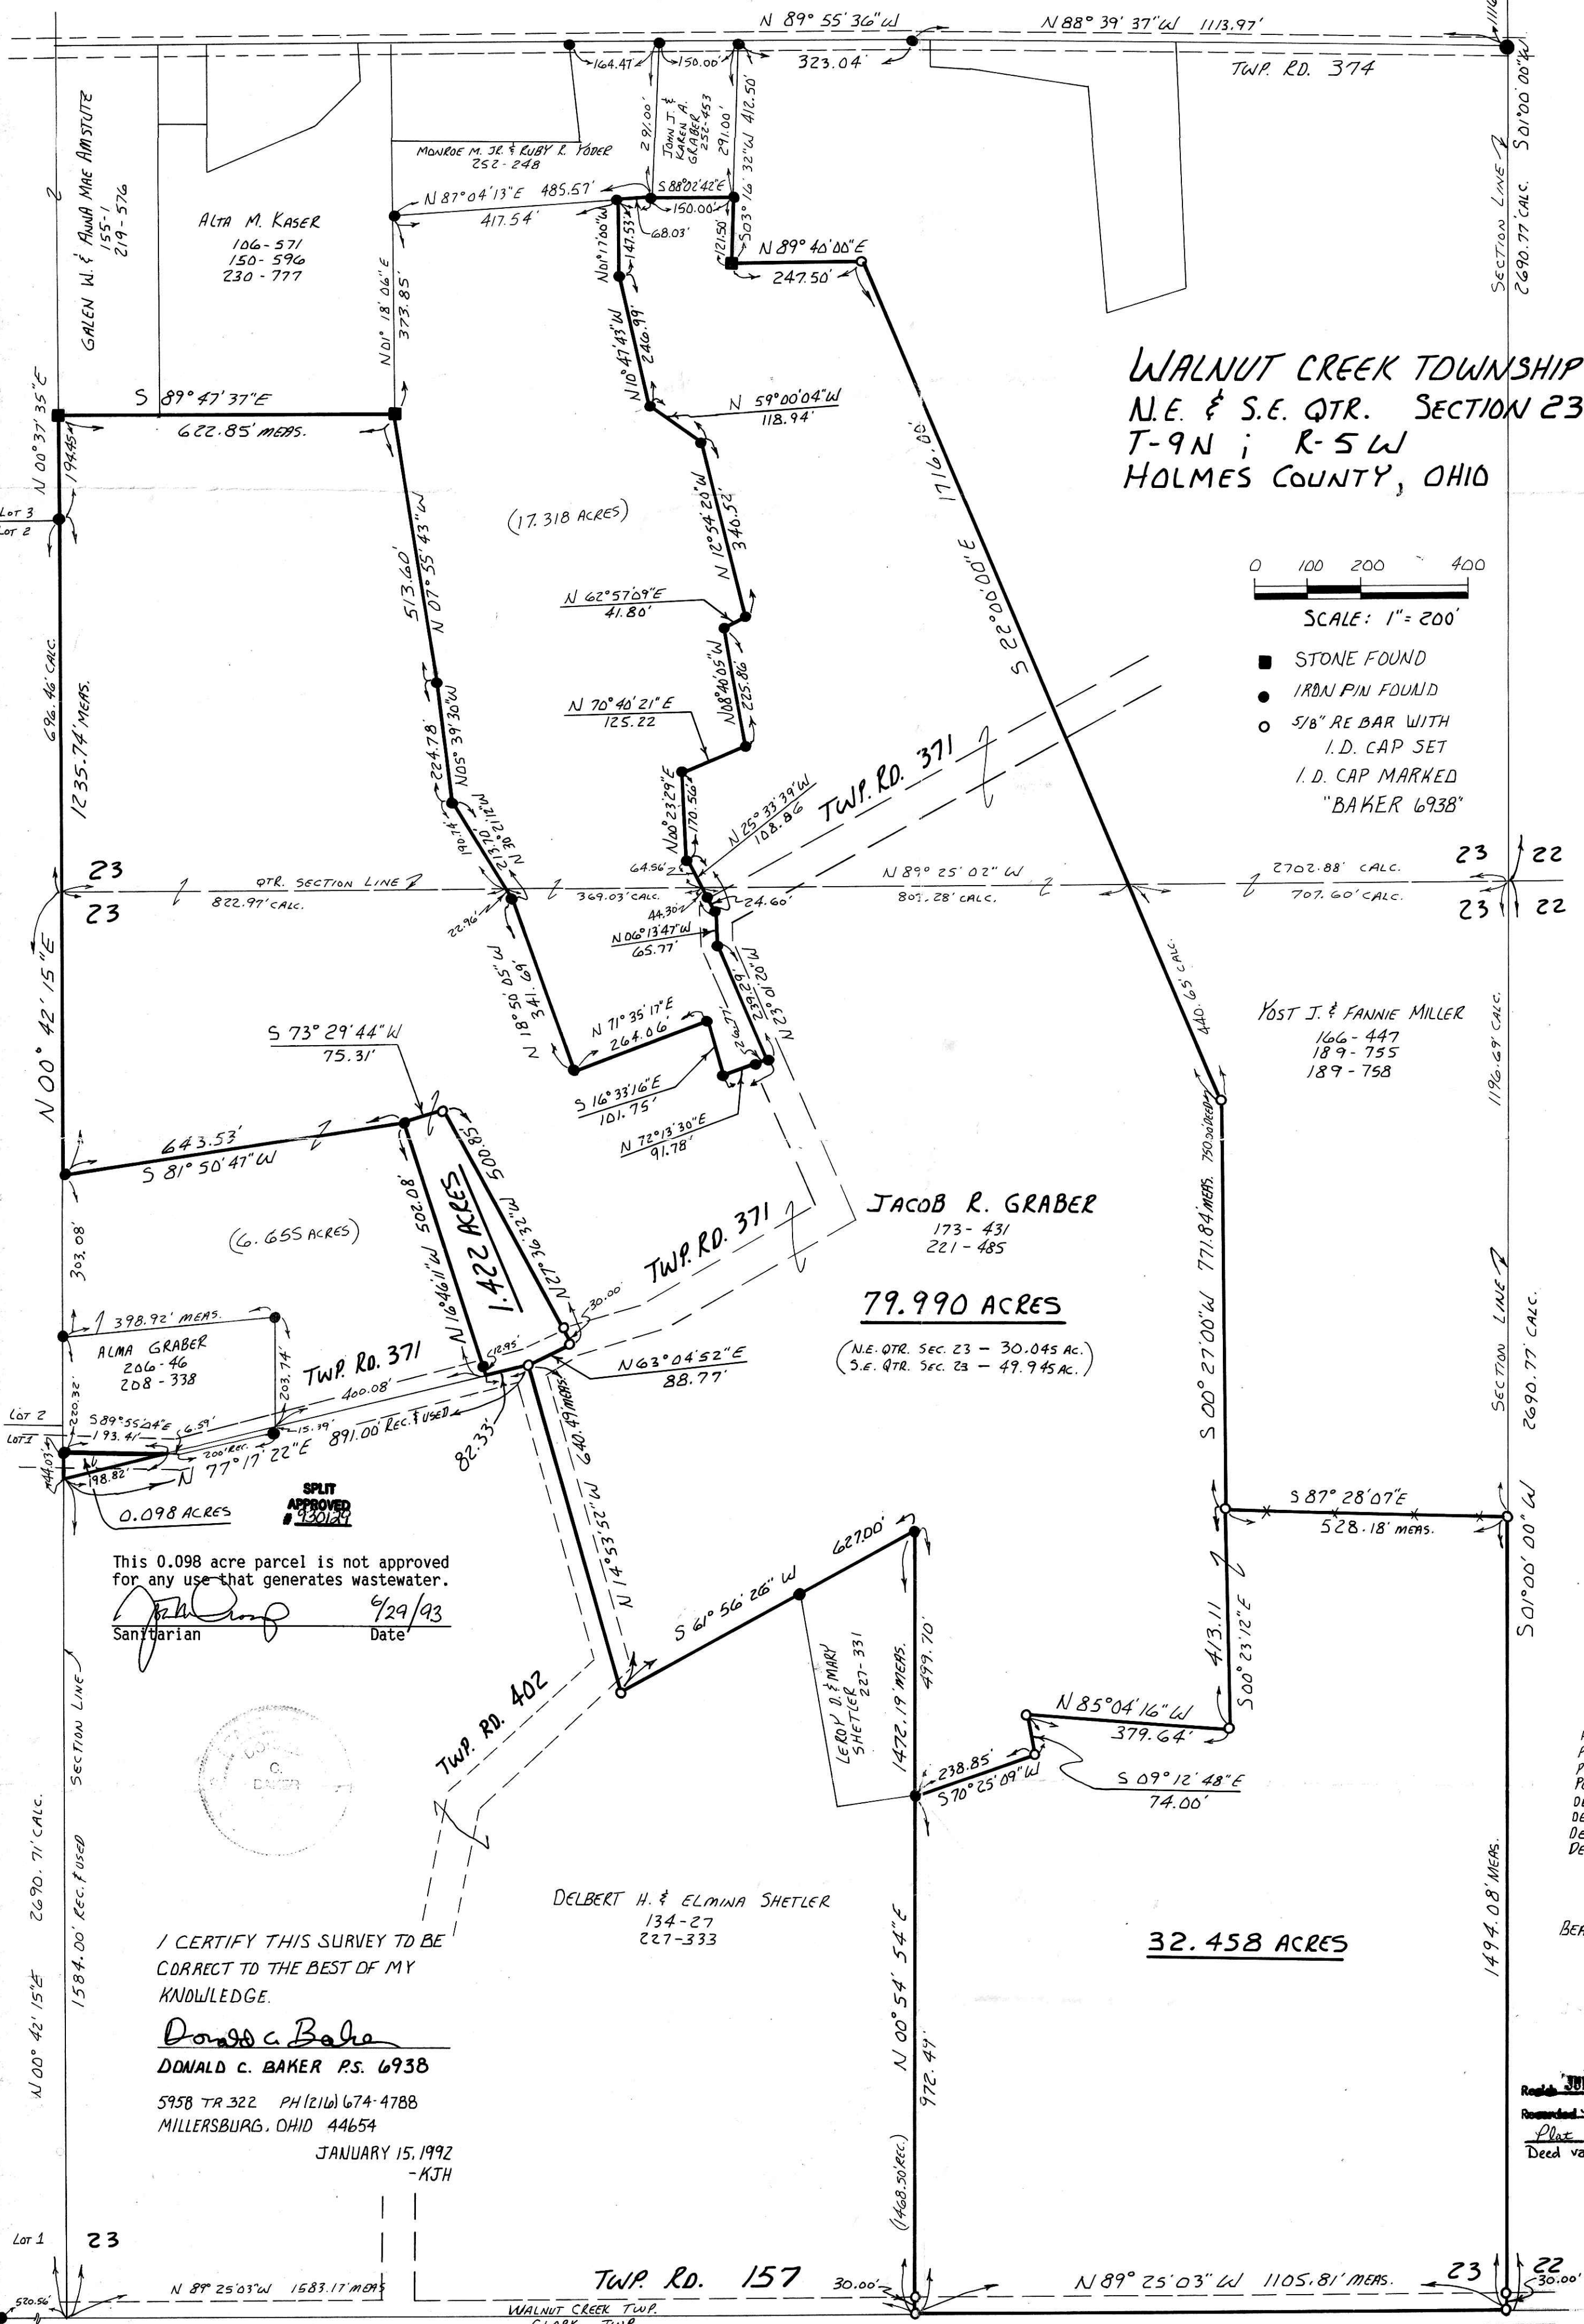 N 89° 55' 36" W
N 88° 39' 37" W 1113.97'
TWP. RD. 374
164.47'
150.00'
323.04'
S 01° 00' 00" W
2690.77' CALC.
SECTION LINE
GALEN W. & ANNA MAE AMSTUTZ
155-1
219-576
ALTA M. KASER
106-571
150-596
230-777
MONROE M. JR. & RUBY R. YODER
252-248
JOHN J. &
KAREN A.
GRABER
252-453
291.00'
291.00'
S 03° 16' 32" W 412.50'
N 87° 04' 13" E 485.57'
417.54'
S 88° 02' 42" E
150.00'
68.03'
121.50'
N 01° 17' 00" W
147.53'
N 89° 40' 00" E
247.50'
N 01° 18' 06" E
373.85'
N 10° 47' 43" W
246.99'
N 59° 00' 04" W
118.94'
WALNUT CREEK TOWNSHIP
N.E. & S.E. QTR. SECTION 23
T-9N ; R-5W
HOLMES COUNTY, OHIO
0 100 200 400
SCALE: 1" = 200'
STONE FOUND
IRON PIN FOUND
5/8" RE BAR WITH
I.D. CAP SET
I.D. CAP MARKED
"BAKER 6938"
S 89° 47' 37" E
622.85' MEAS.
N 00° 37' 35" E
194.45'
LOT 3
LOT 2
(17.318 ACRES)
513.60'
N 07° 55' 43" W
N 12° 54' 20" W
340.52'
1716.00'
S 22° 00' 00" E
N 62° 57' 09" E
41.80'
N 08° 40' 05" W
225.86'
N 70° 40' 21" E
125.22
696.46' CALC.
1235.74' MEAS.
224.78'
N 05° 39' 30" W
190.74'
213.70'
N 30° 21' 12" W
N 00° 23' 29" E
170.56'
N 25° 33' 39" W
108.86
TWP. RD. 371
64.56'
23
23
QTR. SECTION LINE
822.97' CALC.
369.03' CALC.
N 89° 25' 02" W
801.28' CALC.
2702.88' CALC.
707.60' CALC.
23 22
23 22
22.96'
44.30'
24.60'
N 06° 13' 47" W
65.77'
N 23° 01' 02" W
N 18° 50' 05" W
341.69'
N 71° 35' 17" E
264.06'
S 16° 33' 16" E
101.75'
N 72° 13' 30" E
91.78'
N 00° 42' 15" E
S 73° 29' 44" W
75.31'
440.65' CALC.
YOST J. & FANNIE MILLER
166-447
189-755
189-758
1196.69' CALC.
643.53'
S 81° 50' 47" W
500.85'
N 27° 36' 32" W
1.422 ACRES
502.08'
N 16° 46' 11" W
(6.655 ACRES)
303.08'
TWP. RD. 371
JACOB R. GRABER
173-431
221-485
79.990 ACRES
(N.E. QTR. SEC. 23 - 30.045 AC.)
(S.E. QTR. SEC. 23 - 49.945 AC.)
S 00° 27' 00" W 771.84' MEAS. 750.00' DEED
SECTION LINE
2690.77' CALC.
398.92' MEAS.
ALMA GRABER
206-46
208-338
203.74'
220.32'
TWP. RD. 371
400.08'
12.95'
30.00'
N 63° 04' 52" E
88.77'
LOT 2
LOT 1
S 89° 55' 04" E
193.41'
6.59'
15.39'
200' REC.
N 77° 17' 22" E 891.00' REC. & USED
82.33'
44.03'
198.82'
0.098 ACRES
SPLIT
APPROVED
# 930129
This 0.098 acre parcel is not approved
for any use that generates wastewater.
6/29/93
Sanitarian Date
640.49' MEAS.
N 14° 53' 52" W
S 61° 56' 26" W
627.00'
S 87° 28' 07" E
528.18' MEAS.
S 01° 00' 00" W
413.11
S 00° 23' 12" E
LEROY D. & MARY
SHETLER
227-331
1472.19' MEAS.
499.70'
N 85° 04' 16" W
379.64'
238.85'
S 70° 25' 09" W
S 09° 12' 48" E
74.00'
TWP. RD. 402
SECTION LINE
C.
BAKER
2690.71' CALC.
1584.00' REC. & USED
N 00° 42' 15" E
DELBERT H. & ELMINA SHETLER
134-27
227-333
32.458 ACRES
1494.08' MEAS.
N 00° 54' 54" E
972.49'
(1468.50' REC.)
I CERTIFY THIS SURVEY TO BE
CORRECT TO THE BEST OF MY
KNOWLEDGE.
Donald C. Baker
DONALD C. BAKER P.S. 6938
5958 TR 322 PH (216) 674-4788
MILLERSBURG, OHIO 44654
JANUARY 15, 1992
-KJH
Plat
Deed
LOT 1 23
520.56'
N 89° 25' 03" W 1583.17' MEAS
TWP. RD. 157
30.00'
N 89° 25' 03" W 1105.81' MEAS.
23 22
30.00'
WALNUT CREEK TWP.
CLARK TWP.